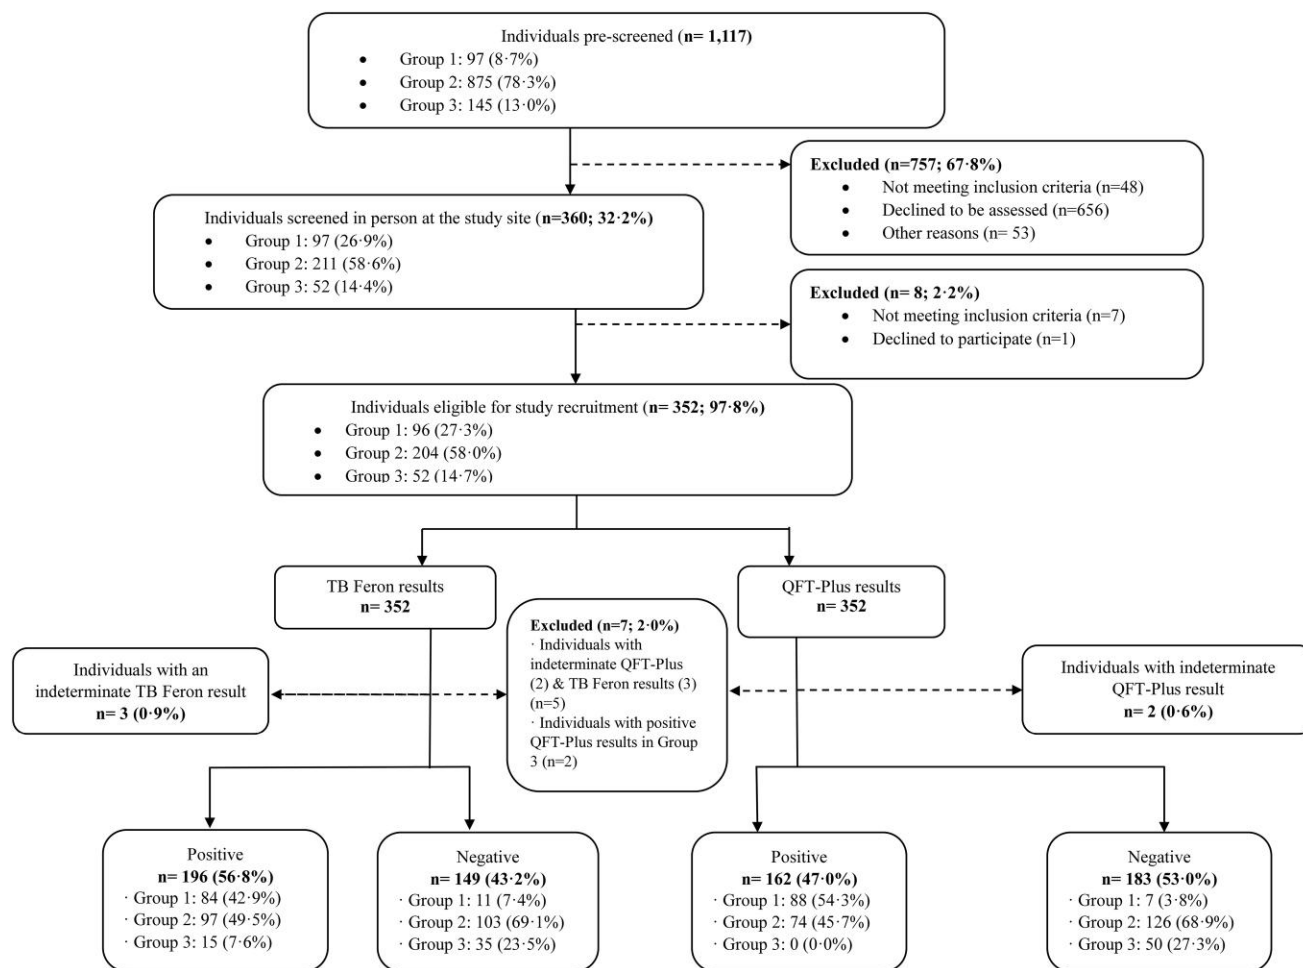 Individuals pre-screened (n= 1,117)
• Group 1: 97 (8·7%)
• Group 2: 875 (78·3%)
• Group 3: 145 (13·0%)
Excluded (n=757; 67·8%)
• Not meeting inclusion criteria (n=48)
• Declined to be assessed (n=656)
• Other reasons (n= 53)
Individuals screened in person at the study site (n=360; 32·2%)
• Group 1: 97 (26·9%)
• Group 2: 211 (58·6%)
• Group 3: 52 (14·4%)
Excluded (n= 8; 2·2%)
• Not meeting inclusion criteria (n=7)
• Declined to participate (n=1)
Individuals eligible for study recruitment (n= 352; 97·8%)
• Group 1: 96 (27·3%)
• Group 2: 204 (58·0%)
• Group 3: 52 (14·7%)
TB Feron results
n= 352
QFT-Plus results
n= 352
Excluded (n=7; 2·0%)
· Individuals with
indeterminate QFT-Plus
(2) & TB Feron results (3)
(n=5)
· Individuals with positive
QFT-Plus results in Group
3 (n=2)
Individuals with an
indeterminate TB Feron result
n= 3 (0·9%)
Individuals with indeterminate
QFT-Plus result
n= 2 (0·6%)
Positive
n= 196 (56·8%)
· Group 1: 84 (42·9%)
· Group 2: 97 (49·5%)
· Group 3: 15 (7·6%)
Negative
n= 149 (43·2%)
· Group 1: 11 (7·4%)
· Group 2: 103 (69·1%)
· Group 3: 35 (23·5%)
Positive
n= 162 (47·0%)
· Group 1: 88 (54·3%)
· Group 2: 74 (45·7%)
· Group 3: 0 (0·0%)
Negative
n= 183 (53·0%)
· Group 1: 7 (3·8%)
· Group 2: 126 (68·9%)
· Group 3: 50 (27·3%)